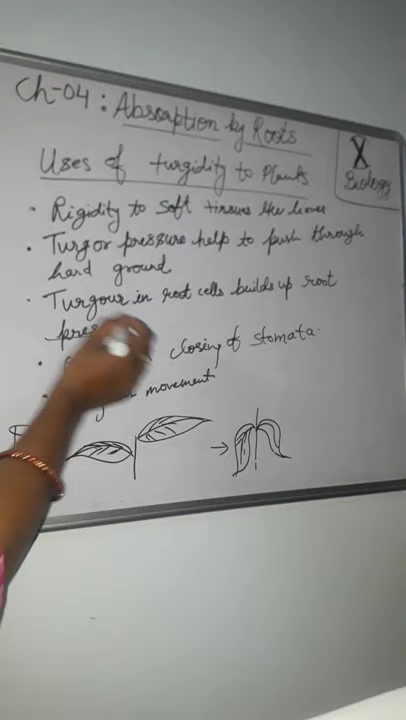 Ch-04 : Absorption by Roots
X
Biology
Uses of turgidity to Plants
• Rigidity to soft tissues like leaves
• Turgor pressure help to push through
hard ground
• Turgour in root cells builds up root
• closing of stomata.
• movement